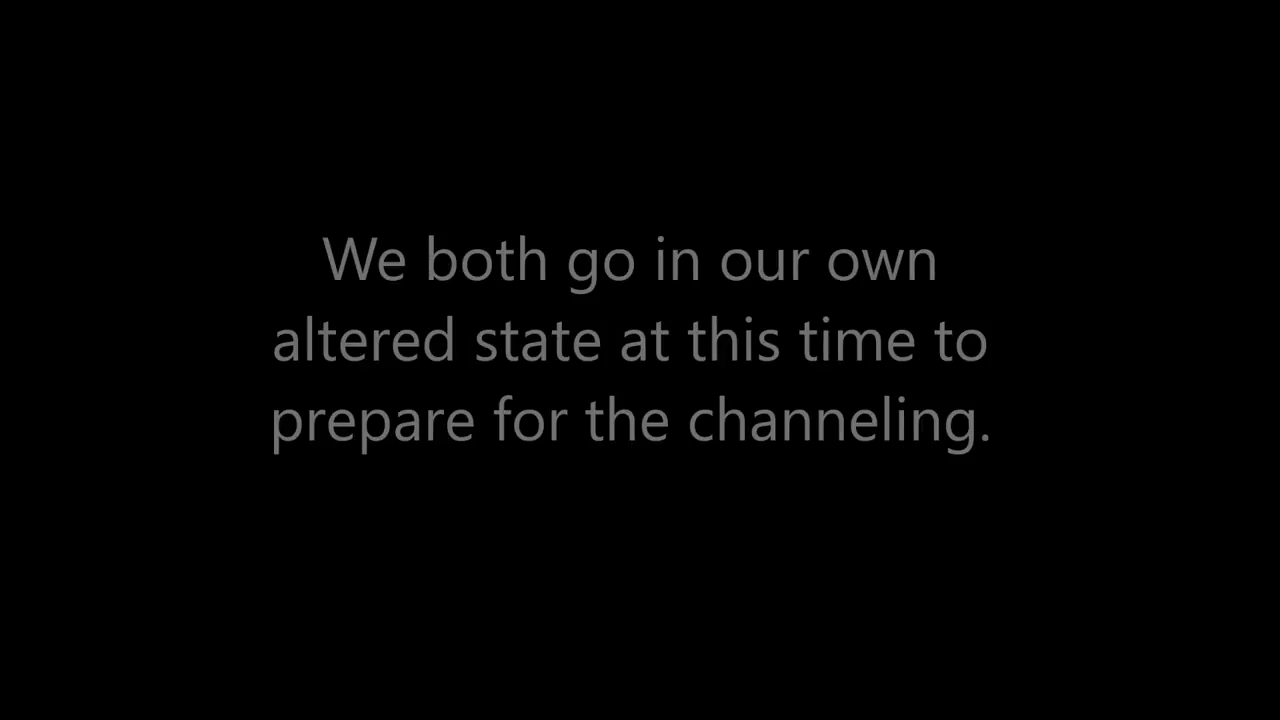 We both go in our own
altered state at this time to
prepare for the channeling.